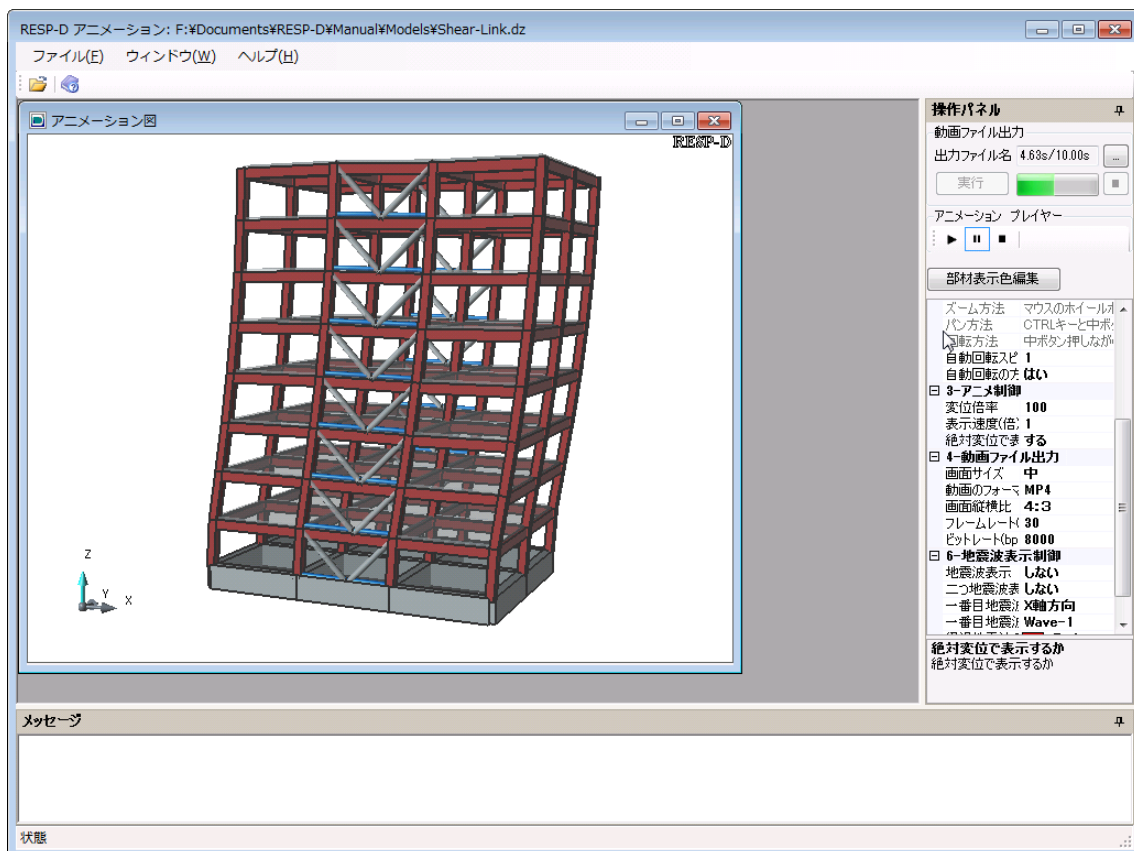 RESP-D アニメーション: F:¥Documents¥RESP-D¥Manual¥Models¥Shear-Link.dz
ファイル(F) ウィンドウ(W) ヘルプ(H)
アニメーション図
RESP-D
Z
Y
X
操作パネル
動画ファイル出力
出力ファイル名 4.63s/10.00s ...
実行
アニメーション プレイヤー
部材表示色編集
ズーム方法 マウスのホイールボ
パン方法 CTRLキーと中ボ
回転方法 中ボタン押しなが
自動回転スピ 1
自動回転の方 はい
3-アニメ制御
変位倍率 100
表示速度(倍) 1
絶対変位で表 する
4-動画ファイル出力
画面サイズ 中
動画のフォーマ MP4
画面縦横比 4:3
フレームレート( 30
ビットレート(bp 8000
6-地震波表示制御
地震波表示 しない
二つ地震波表 しない
一番目地震波 X軸方向
一番目地震波 Wave-1
絶対変位で表示するか
絶対変位で表示するか
メッセージ
状態